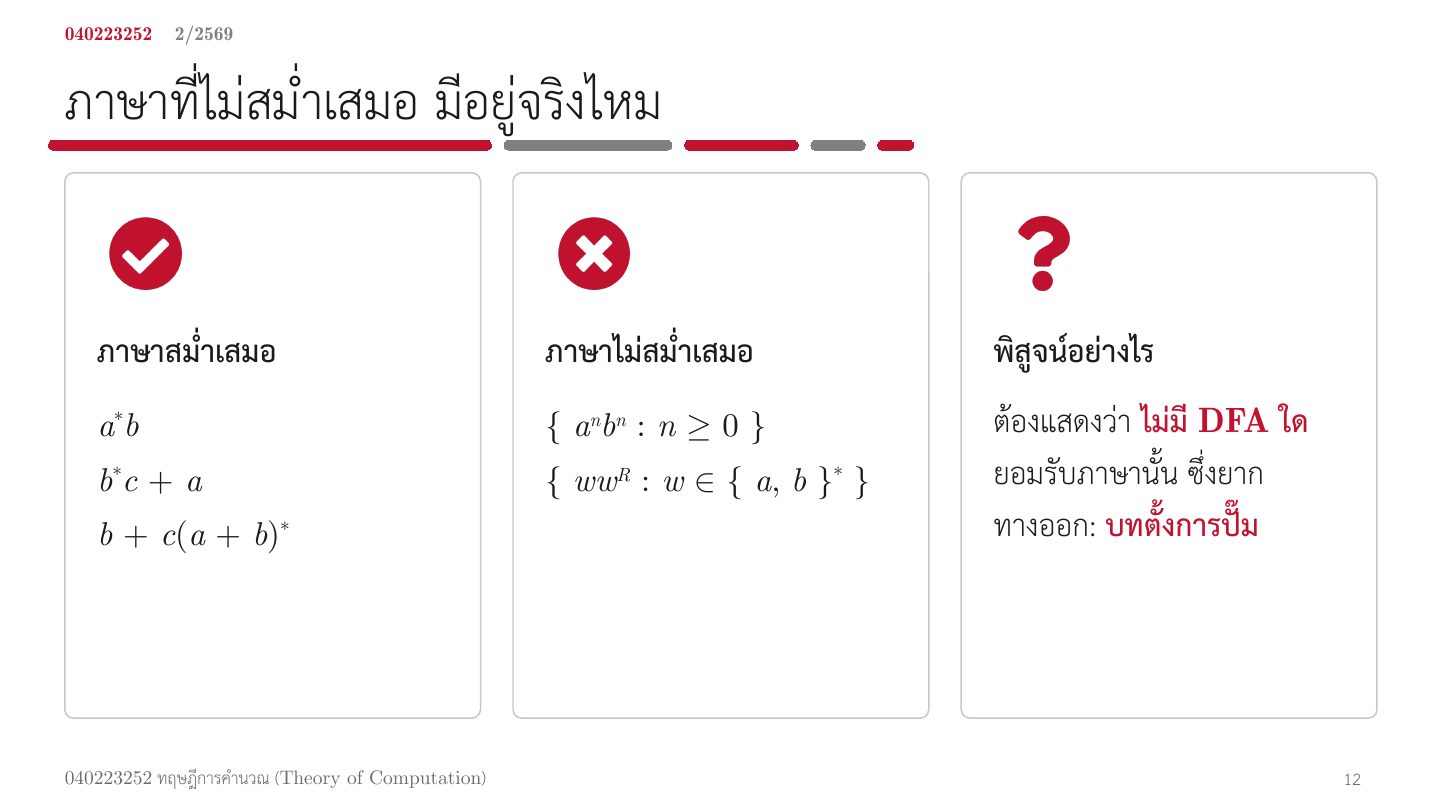 040223252 2/2569
ภาษาที่ไม่สม่ำเสมอ มีอยู่จริงไหม
ภาษาสม่ำเสมอ
a*b
b*c + a
b + c(a + b)*
ภาษาไม่สม่ำเสมอ
{ aⁿbⁿ : n ≥ 0 }
{ wwᴿ : w ∈ { a, b }* }
พิสูจน์อย่างไร
ต้องแสดงว่า ไม่มี DFA ใด
ยอมรับภาษานั้น ซึ่งยาก
ทางออก: บทตั้งการปั๊ม
040223252 ทฤษฎีการคำนวณ (Theory of Computation)
12